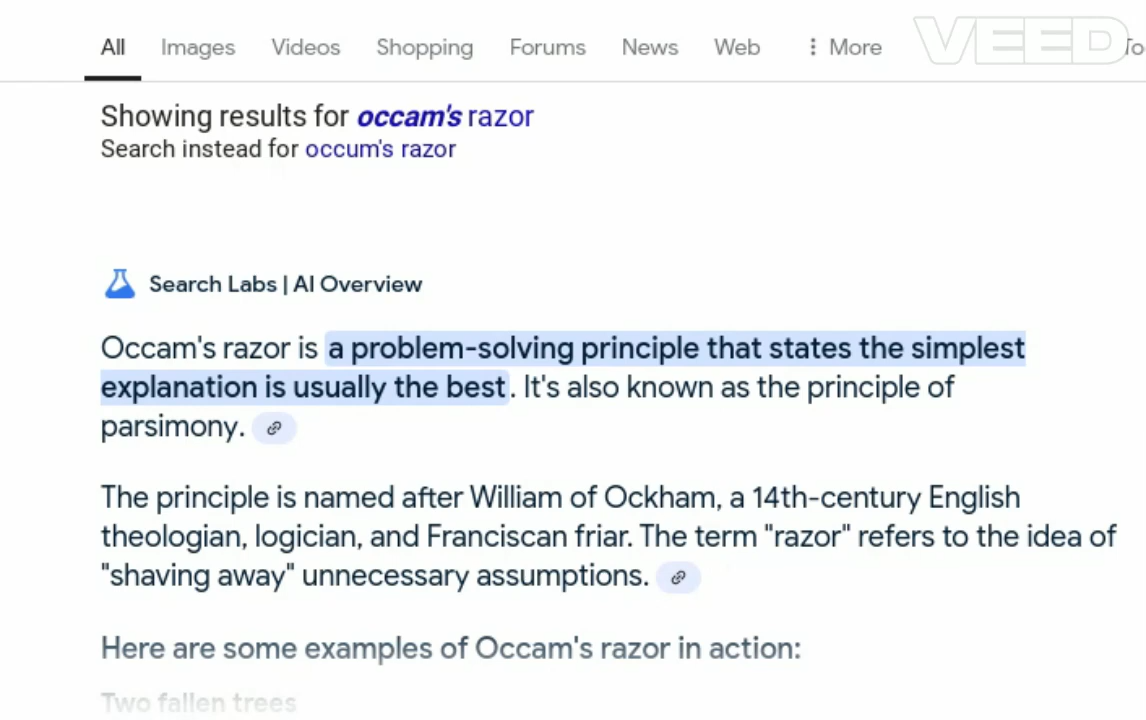 All Images Videos Shopping Forums News Web More To
VEED
Showing results for occam's razor
Search instead for occum's razor
Search Labs | AI Overview
Occam's razor is a problem-solving principle that states the simplest
explanation is usually the best. It's also known as the principle of
parsimony.
The principle is named after William of Ockham, a 14th-century English
theologian, logician, and Franciscan friar. The term "razor" refers to the idea of
"shaving away" unnecessary assumptions.
Here are some examples of Occam's razor in action:
Two fallen trees